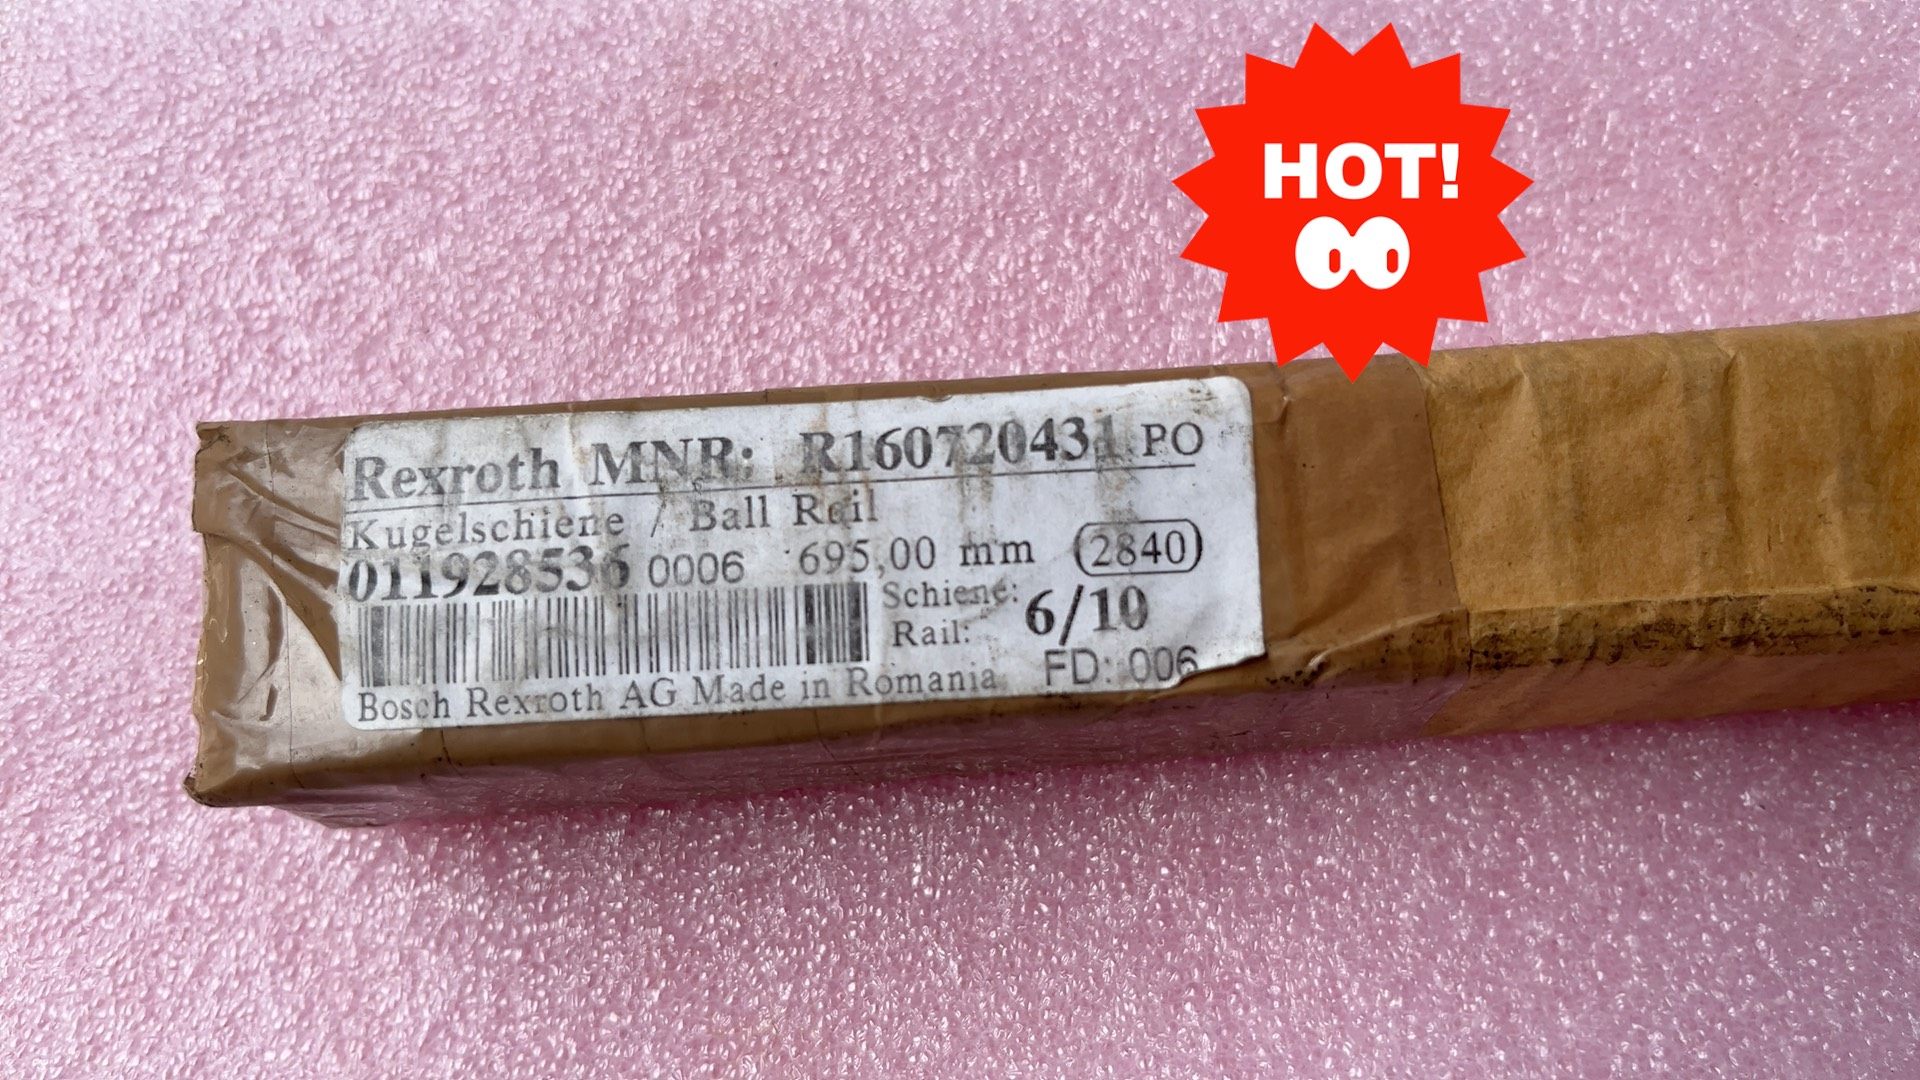 HOT!
Rexroth MNR: R160720431 PO
Kugelschiene / Ball Rail
011928536 0006 695,00 mm 2840
Schiene:
Rail: 6/10
Bosch Rexroth AG Made in Romania FD: 006